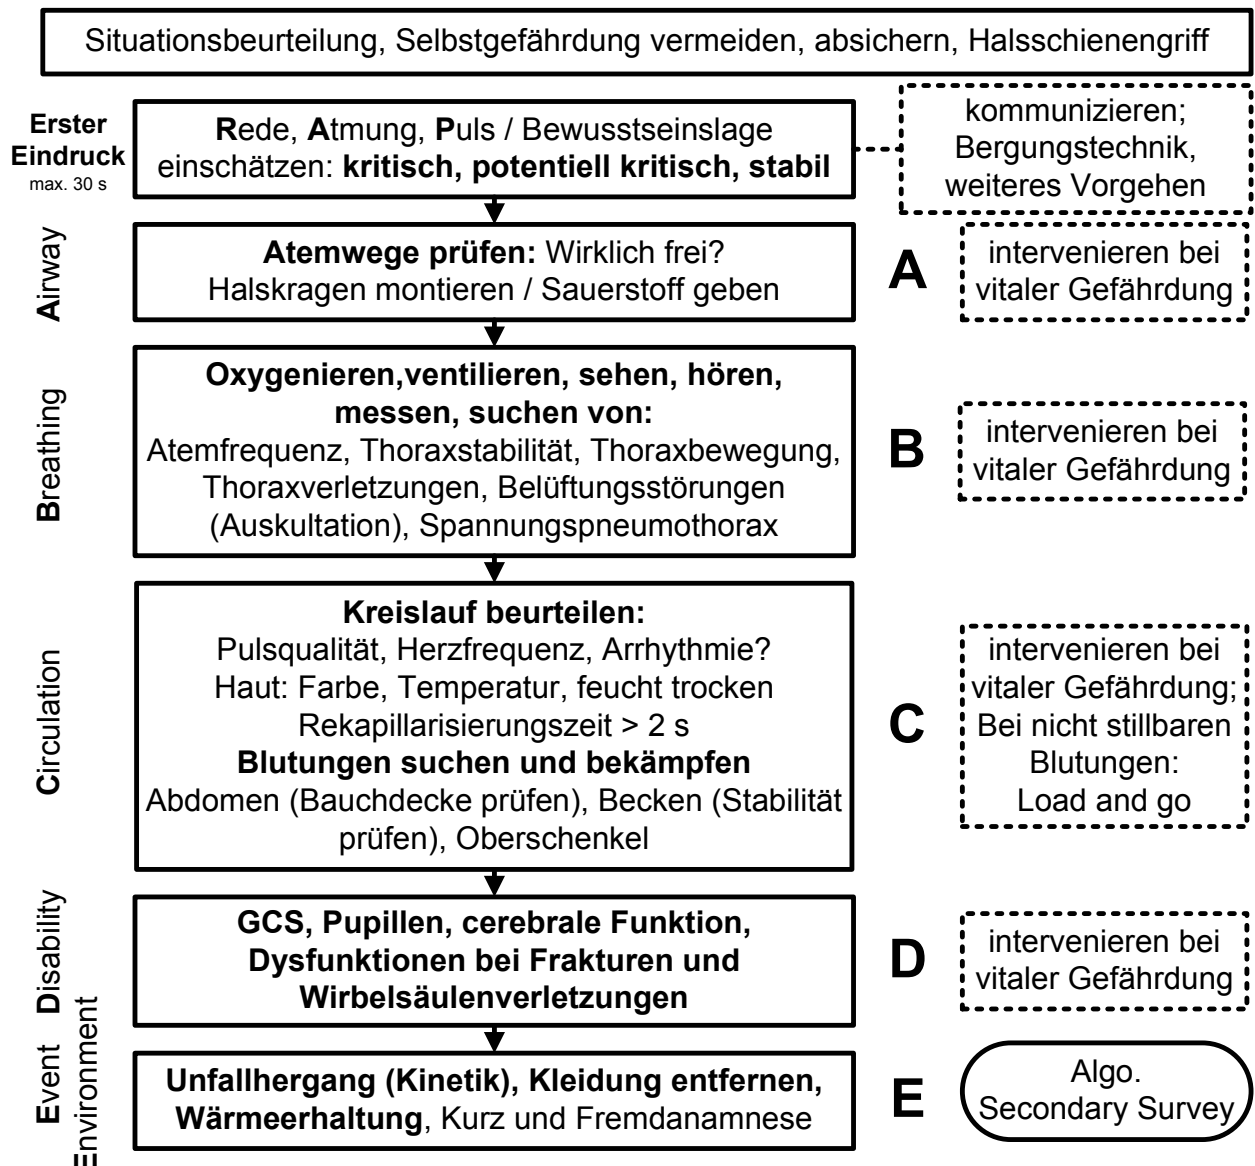 Situationsbeurteilung, Selbstgefährdung vermeiden, absichern, Halsschienengriff
Erster
Eindruck
max. 30 s
Rede, Atmung, Puls / Bewusstseinslage
einschätzen: kritisch, potentiell kritisch, stabil
kommunizieren;
Bergungstechnik,
weiteres Vorgehen
Airway
Atemwege prüfen: Wirklich frei?
Halskragen montieren / Sauerstoff geben
A
intervenieren bei
vitaler Gefährdung
Breathing
Oxygenieren,ventilieren, sehen, hören,
messen, suchen von:
Atemfrequenz, Thoraxstabilität, Thoraxbewegung,
Thoraxverletzungen, Belüftungsstörungen
(Auskultation), Spannungspneumothorax
B
intervenieren bei
vitaler Gefährdung
Circulation
Kreislauf beurteilen:
Pulsqualität, Herzfrequenz, Arrhythmie?
Haut: Farbe, Temperatur, feucht trocken
Rekapillarisierungszeit > 2 s
Blutungen suchen und bekämpfen
Abdomen (Bauchdecke prüfen), Becken (Stabilität
prüfen), Oberschenkel
C
intervenieren bei
vitaler Gefährdung;
Bei nicht stillbaren
Blutungen:
Load and go
Disability
GCS, Pupillen, cerebrale Funktion,
Dysfunktionen bei Frakturen und
Wirbelsäulenverletzungen
D
intervenieren bei
vitaler Gefährdung
Event
Environment
Unfallhergang (Kinetik), Kleidung entfernen,
Wärmeerhaltung, Kurz und Fremdanamnese
E
Algo.
Secondary Survey